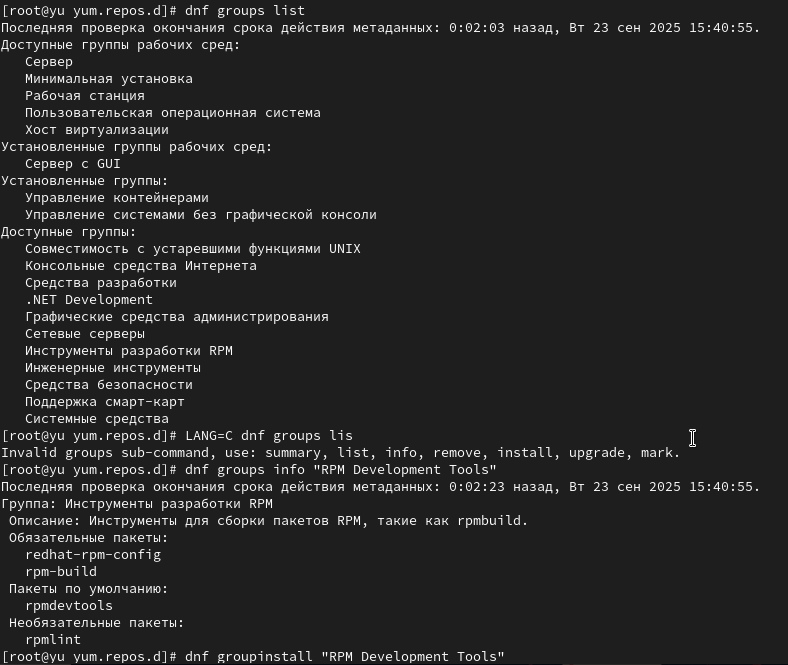 [root@yu yum.repos.d]# dnf groups list
Последняя проверка окончания срока действия метаданных: 0:02:03 назад, Вт 23 сен 2025 15:40:55.
Доступные группы рабочих сред:
Сервер
Минимальная установка
Рабочая станция
Пользовательская операционная система
Хост виртуализации
Установленные группы рабочих сред:
Сервер с GUI
Установленные группы:
Управление контейнерами
Управление системами без графической консоли
Доступные группы:
Совместимость с устаревшими функциями UNIX
Консольные средства Интернета
Средства разработки
.NET Development
Графические средства администрирования
Сетевые серверы
Инструменты разработки RPM
Инженерные инструменты
Средства безопасности
Поддержка смарт-карт
Системные средства
[root@yu yum.repos.d]# LANG=C dnf groups lis
Invalid groups sub-command, use: summary, list, info, remove, install, upgrade, mark.
[root@yu yum.repos.d]# dnf groups info "RPM Development Tools"
Последняя проверка окончания срока действия метаданных: 0:02:23 назад, Вт 23 сен 2025 15:40:55.
Группа: Инструменты разработки RPM
Описание: Инструменты для сборки пакетов RPM, такие как rpmbuild.
Обязательные пакеты:
redhat-rpm-config
rpm-build
Пакеты по умолчанию:
rpmdevtools
Необязательные пакеты:
rpmlint
[root@yu yum.repos.d]# dnf groupinstall "RPM Development Tools"